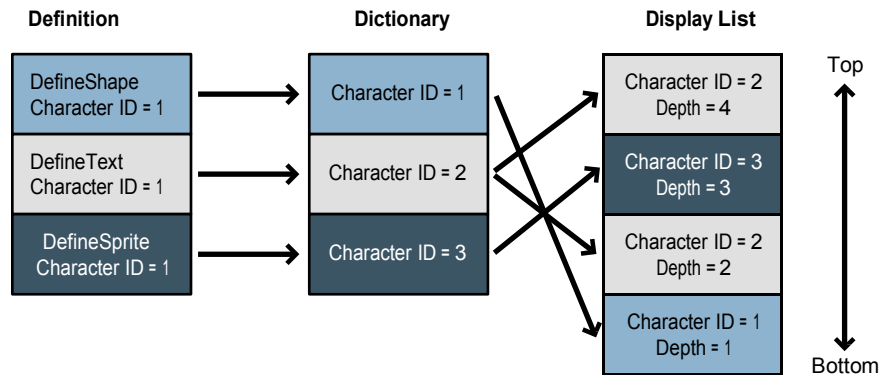 Definition
DefineShape
Character ID = 1
DefineText
Character ID = 1
DefineSprite
Character ID = 1
Dictionary
Character ID = 1
Character ID = 2
Character ID = 3
Display List
Character ID = 2
Depth = 4
Character ID = 3
Depth = 3
Character ID = 2
Depth = 2
Character ID = 1
Depth = 1
Top
Bottom